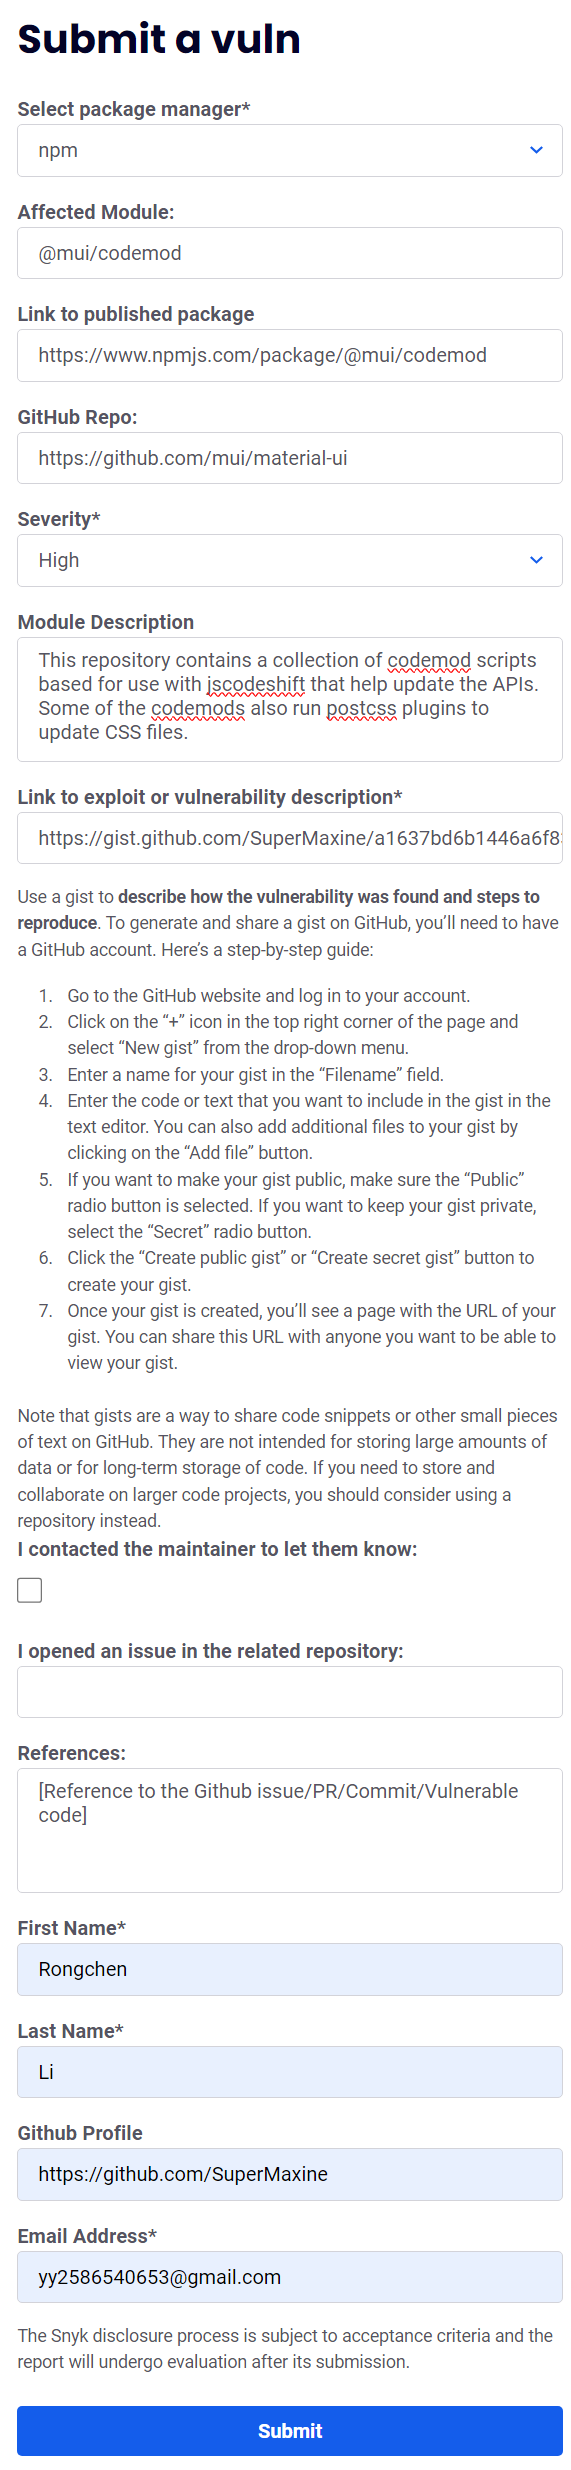 Submit a vuln
Select package manager*
npm
Affected Module:
@mui/codemod
Link to published package
https://www.npmjs.com/package/@mui/codemod
GitHub Repo:
https://github.com/mui/material-ui
Severity*
High
Module Description
This repository contains a collection of codemod scripts
based for use with jscodeshift that help update the APIs.
Some of the codemods also run postcss plugins to
update CSS files.
Link to exploit or vulnerability description*
https://gist.github.com/SuperMaxine/a1637bd6b1446a6f8
Use a gist to describe how the vulnerability was found and steps to
reproduce. To generate and share a gist on GitHub, you’ll need to have
a GitHub account. Here’s a step-by-step guide:
1. Go to the GitHub website and log in to your account.
2. Click on the “+” icon in the top right corner of the page and
select “New gist” from the drop-down menu.
3. Enter a name for your gist in the “Filename” field.
4. Enter the code or text that you want to include in the gist in the
text editor. You can also add additional files to your gist by
clicking on the “Add file” button.
5. If you want to make your gist public, make sure the “Public”
radio button is selected. If you want to keep your gist private,
select the “Secret” radio button.
6. Click the “Create public gist” or “Create secret gist” button to
create your gist.
7. Once your gist is created, you’ll see a page with the URL of your
gist. You can share this URL with anyone you want to be able to
view your gist.
Note that gists are a way to share code snippets or other small pieces
of text on GitHub. They are not intended for storing large amounts of
data or for long-term storage of code. If you need to store and
collaborate on larger code projects, you should consider using a
repository instead.
I contacted the maintainer to let them know:
I opened an issue in the related repository:
References:
[Reference to the Github issue/PR/Commit/Vulnerable
code]
First Name*
Rongchen
Last Name*
Li
Github Profile
https://github.com/SuperMaxine
Email Address*
yy2586540653@gmail.com
The Snyk disclosure process is subject to acceptance criteria and the
report will undergo evaluation after its submission.
Submit